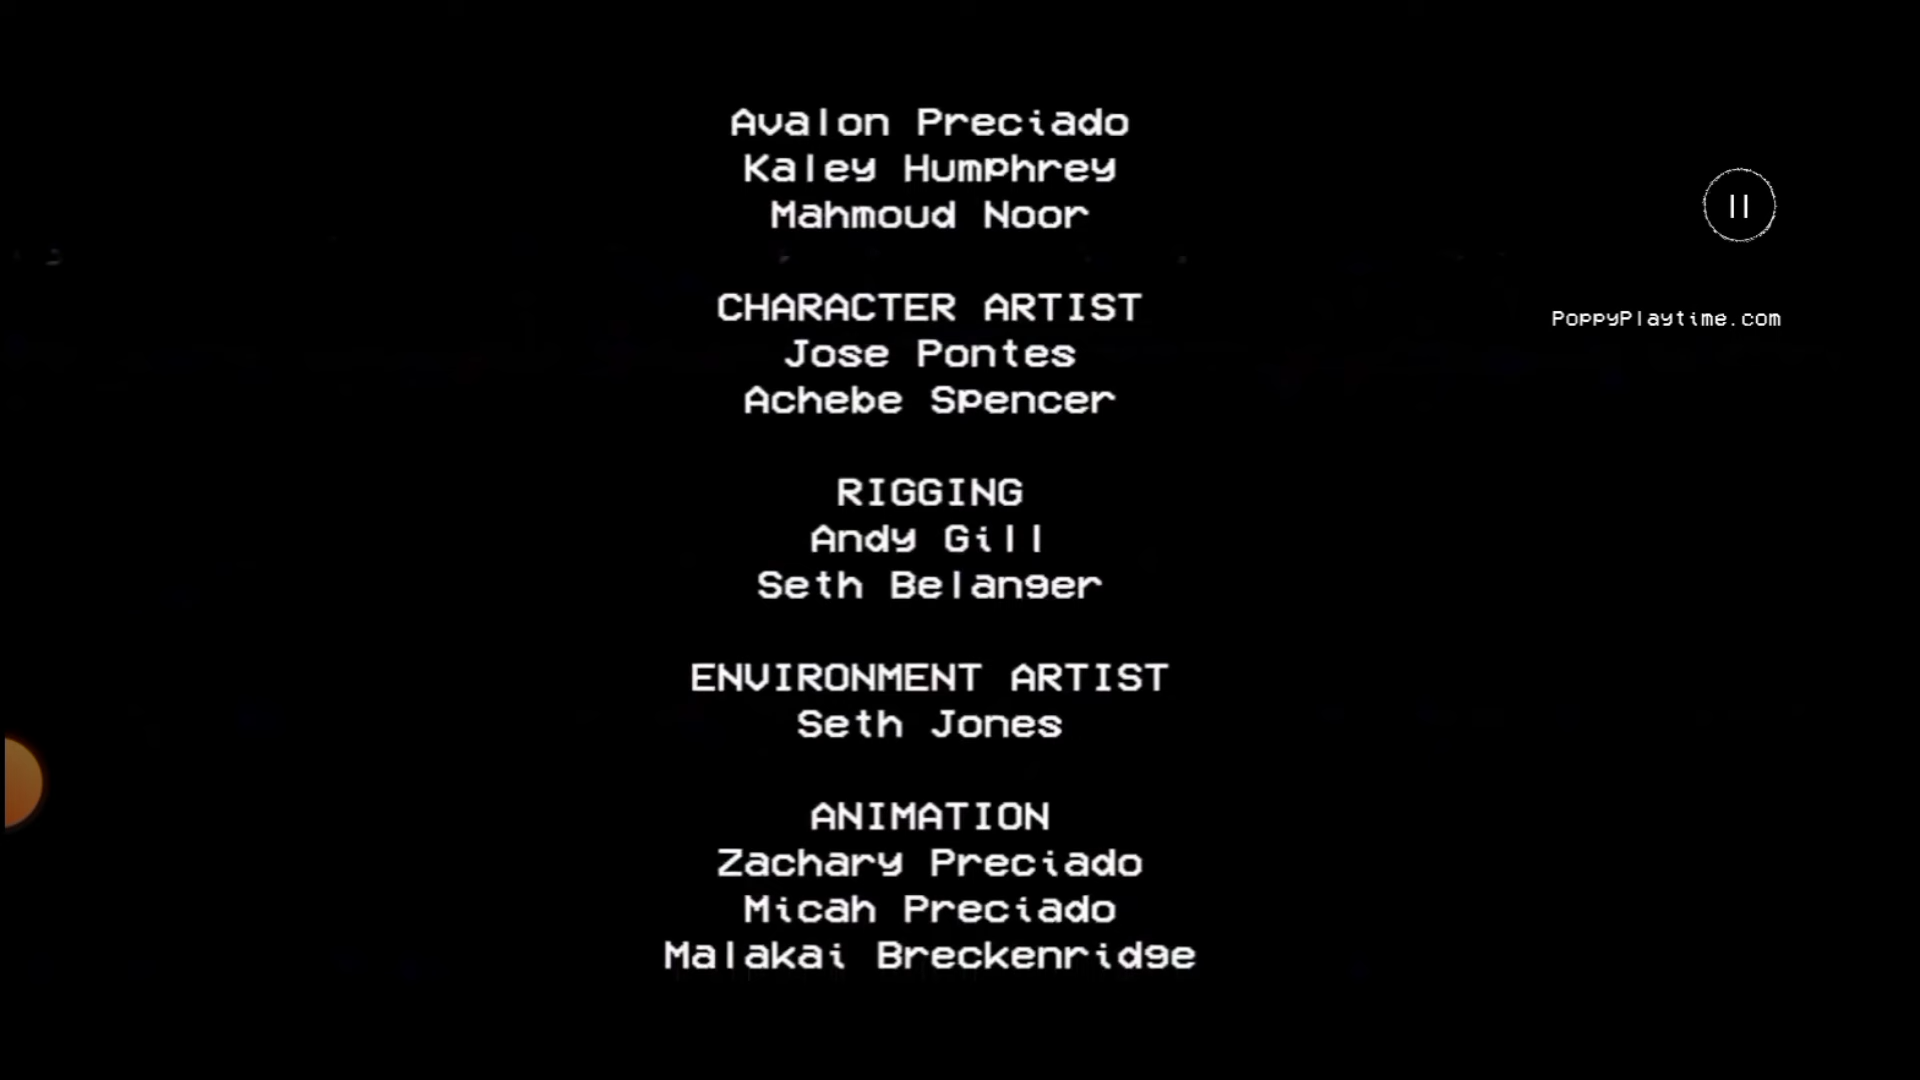 Avalon Preciado
Kaley Humphrey
Mahmoud Noor
CHARACTER ARTIST
Jose Pontes
Achebe Spencer
RIGGING
Andy Gill
Seth Belanger
ENVIRONMENT ARTIST
Seth Jones
ANIMATION
Zachary Preciado
Micah Preciado
Malakai Breckenridge
PoppyPlaytime.com